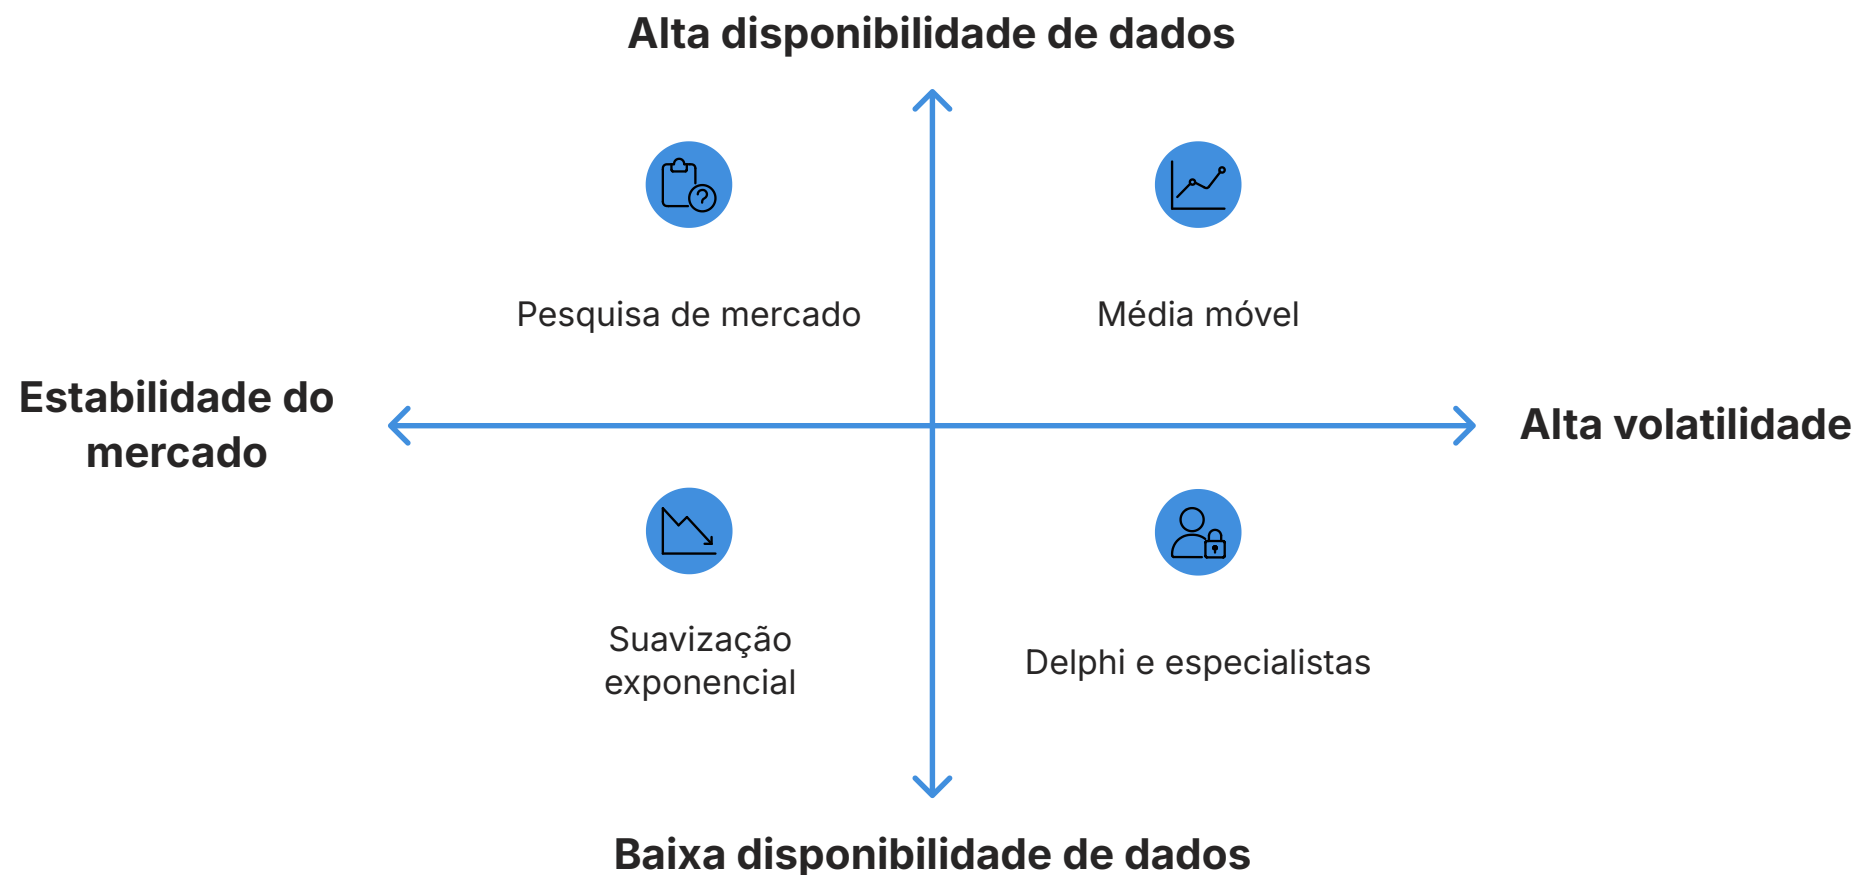 Alta disponibilidade de dados
Pesquisa de mercado
Média móvel
Estabilidade do
mercado
Alta volatilidade
Suavização
exponencial
Delphi e especialistas
Baixa disponibilidade de dados